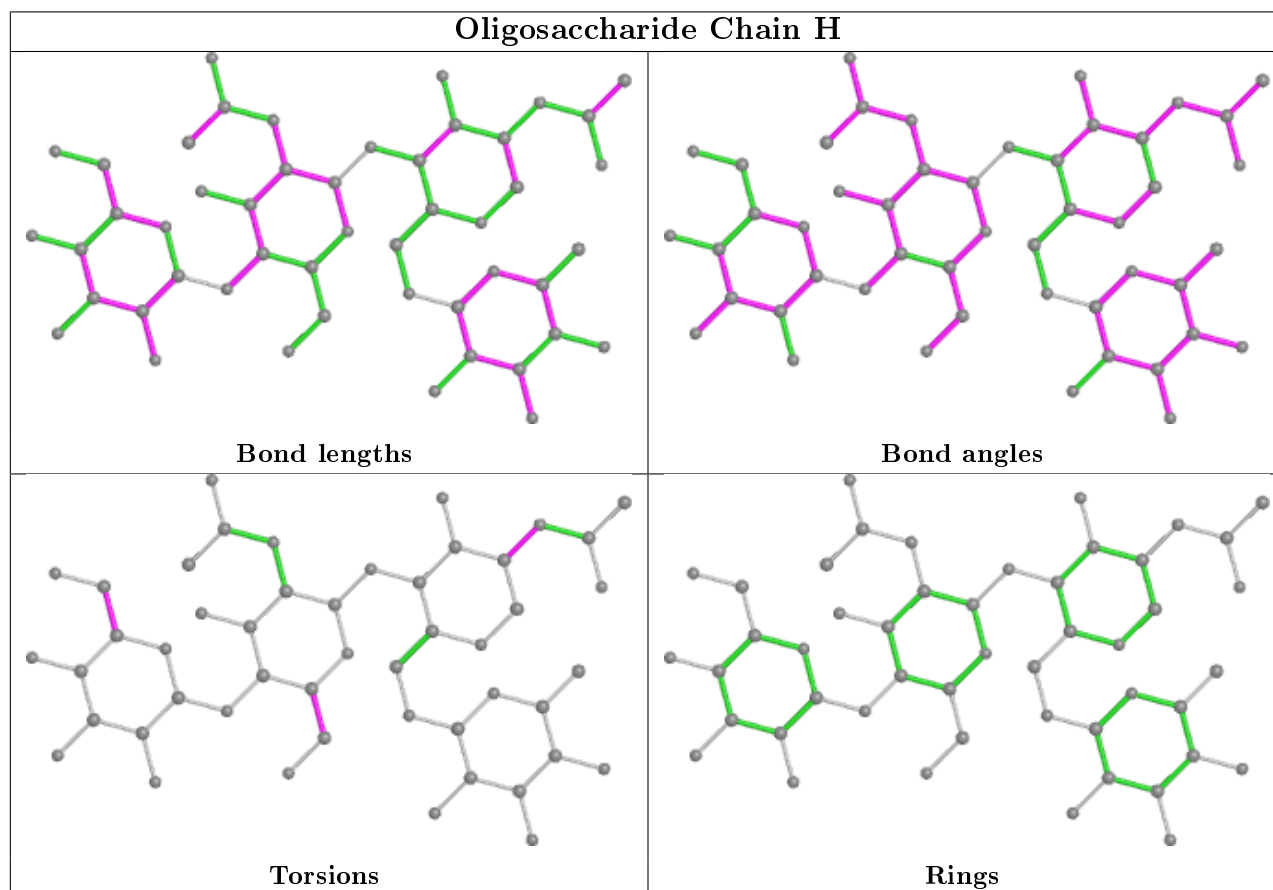 Oligosaccharide Chain H
Bond lengths
Bond angles
Torsions
Rings